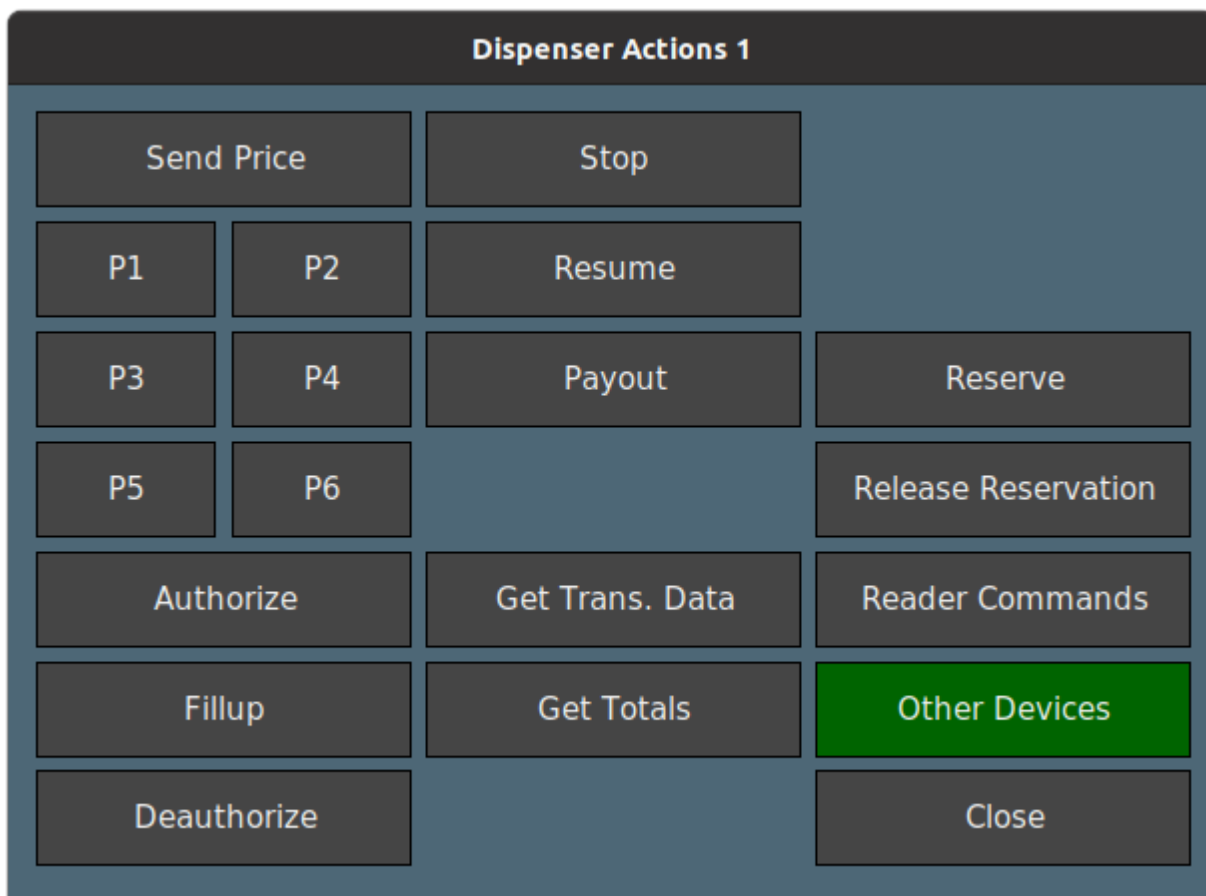 Dispenser Actions 1
Send Price
Stop
P1
P2
Resume
P3
P4
Payout
Reserve
P5
P6
Release Reservation
Authorize
Get Trans. Data
Reader Commands
Fillup
Get Totals
Other Devices
Deauthorize
Close